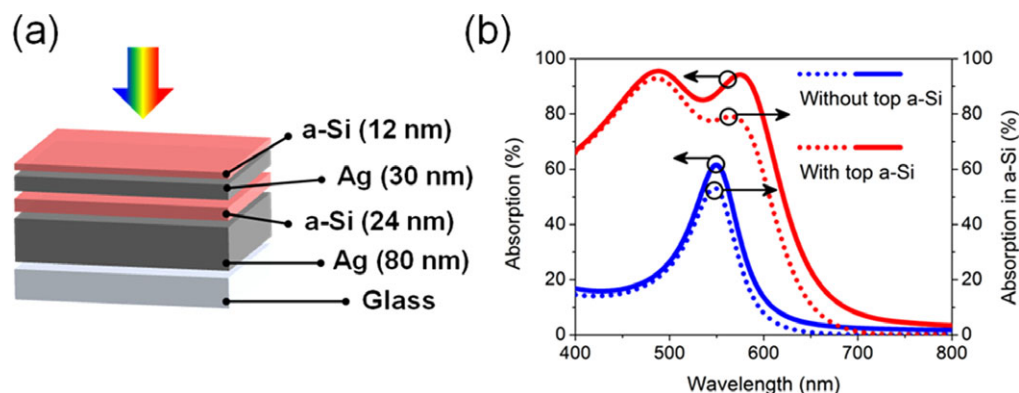 (a)
a-Si (12 nm)
Ag (30 nm)
a-Si (24 nm)
Ag (80 nm)
Glass
(b)
Absorption (%)
100
80
60
40
20
0
400
500
600
700
800
Wavelength (nm)
Without top a-Si
With top a-Si
100
80
60
40
20
0
Absorption in a-Si (%)